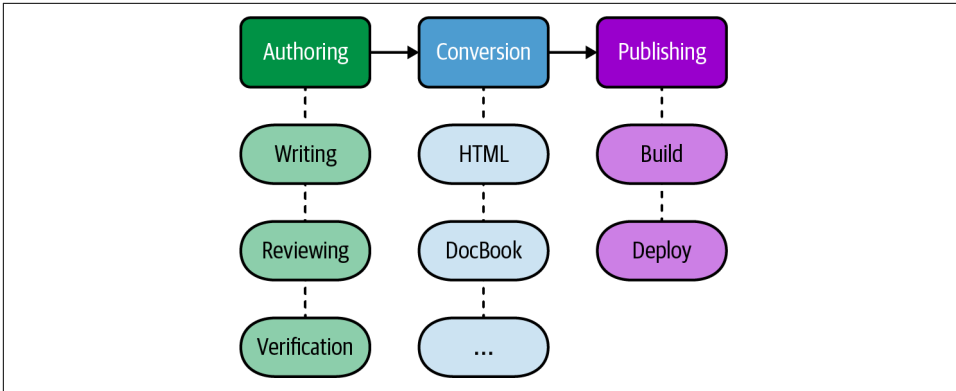 Authoring
Conversion
Publishing
Writing
HTML
Build
Reviewing
DocBook
Deploy
Verification
...